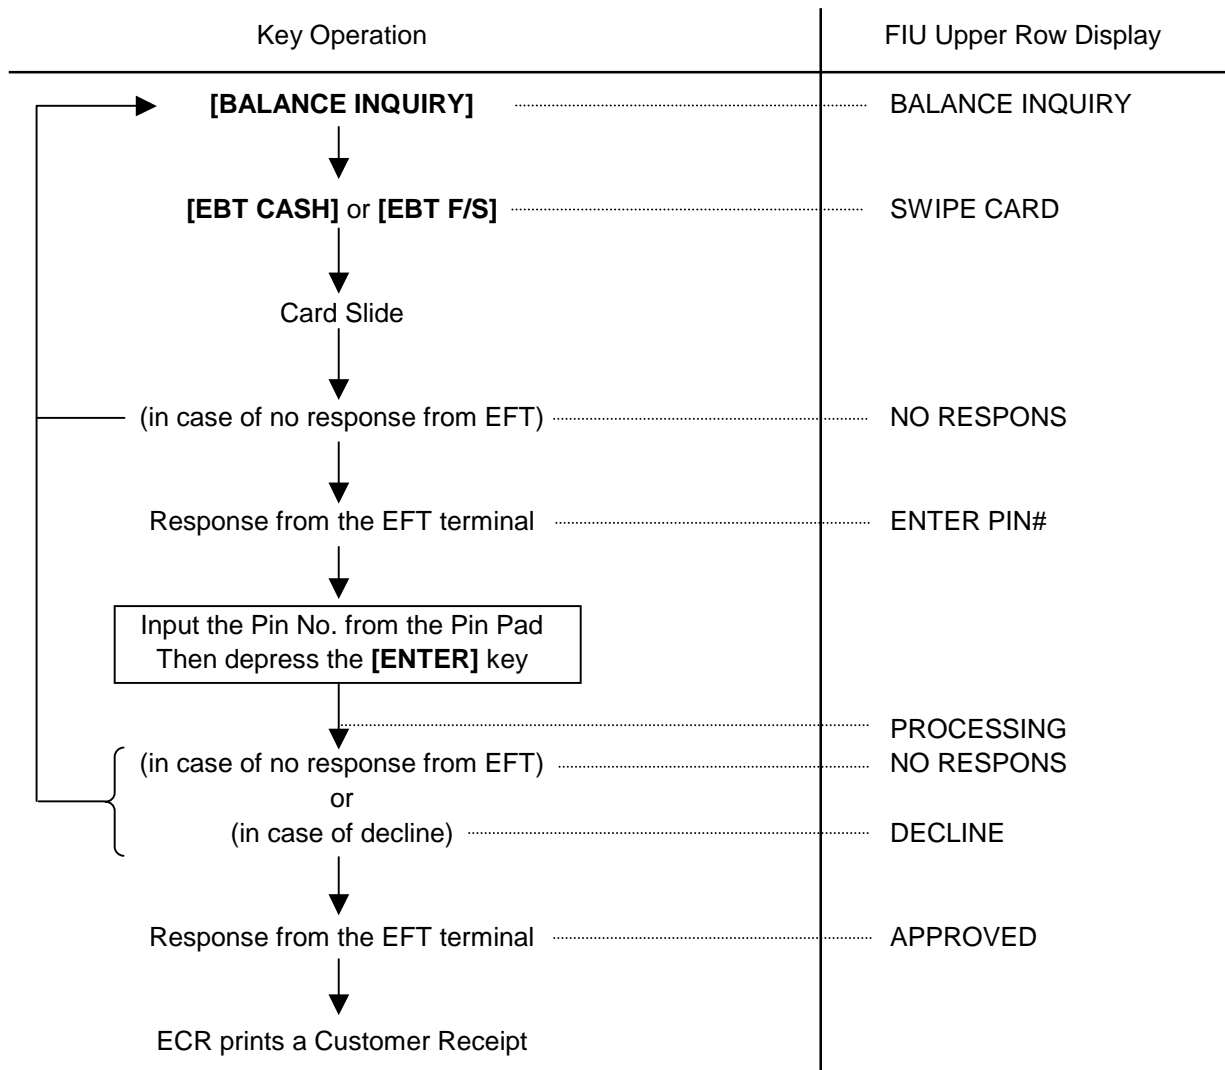 Key Operation FIU Upper Row Display
[BALANCE INQUIRY] BALANCE INQUIRY
[EBT CASH] or [EBT F/S] SWIPE CARD
Card Slide
(in case of no response from EFT) NO RESPONS
Response from the EFT terminal ENTER PIN#
Input the Pin No. from the Pin Pad
Then depress the [ENTER] key
PROCESSING
(in case of no response from EFT) NO RESPONS
or
(in case of decline) DECLINE
Response from the EFT terminal APPROVED
ECR prints a Customer Receipt